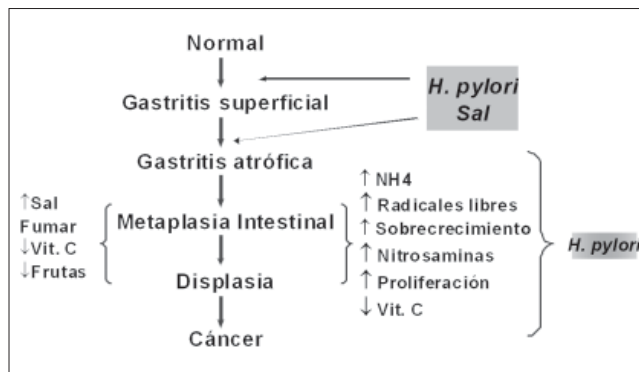 Normal
H. pylori
Sal
Gastritis superficial
Gastritis atrófica
↑Sal
Fumar
↓Vit. C
↓Frutas
Metaplasia Intestinal
Displasia
Cáncer
↑ NH4
↑ Radicales libres
↑ Sobrecrecimiento
↑ Nitrosaminas
↑ Proliferación
↓ Vit. C
H. pylori